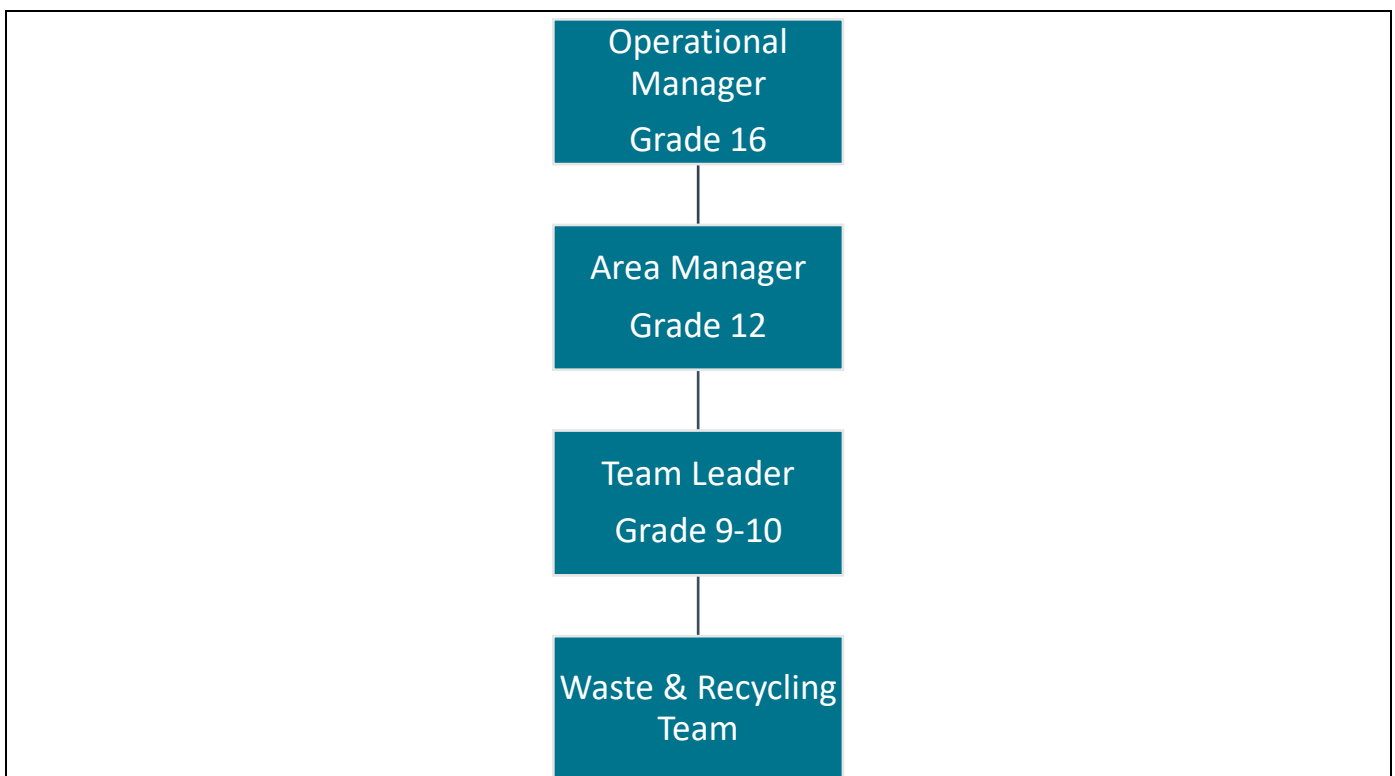 Operational
Manager
Grade 16
Area Manager
Grade 12
Team Leader
Grade 9-10
Waste & Recycling
Team